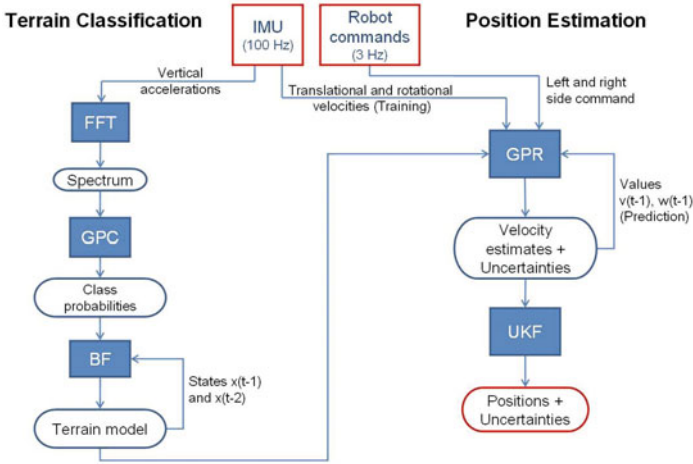 Terrain Classification
IMU
(100 Hz)
Robot
commands
(3 Hz)
Position Estimation
Vertical
accelerations
Translational and rotational
velocities (Training)
Left and right
side command
FFT
Spectrum
GPC
Class
probabilities
BF
States x(t-1)
and x(t-2)
Terrain model
GPR
Values
v(t-1), w(t-1)
(Prediction)
Velocity
estimates +
Uncertainties
UKF
Positions +
Uncertainties